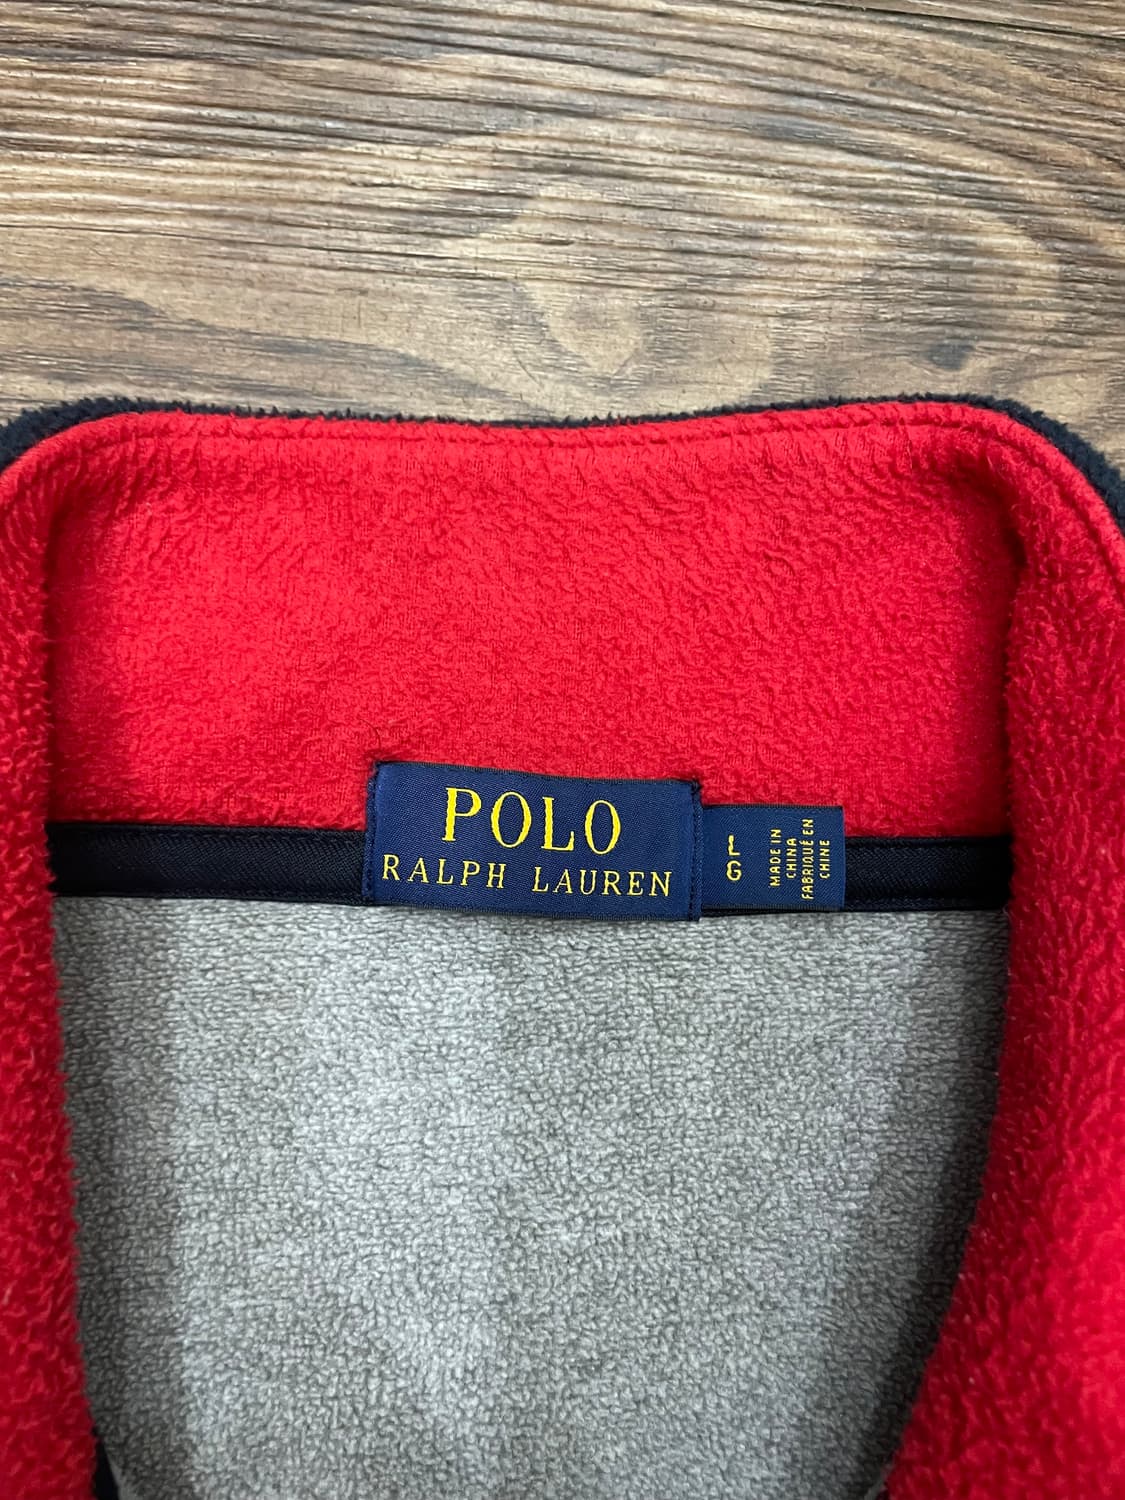 POLO
RALPH LAUREN
L
G
MADE IN
CHINA
FABRIQUÉ EN
CHINE